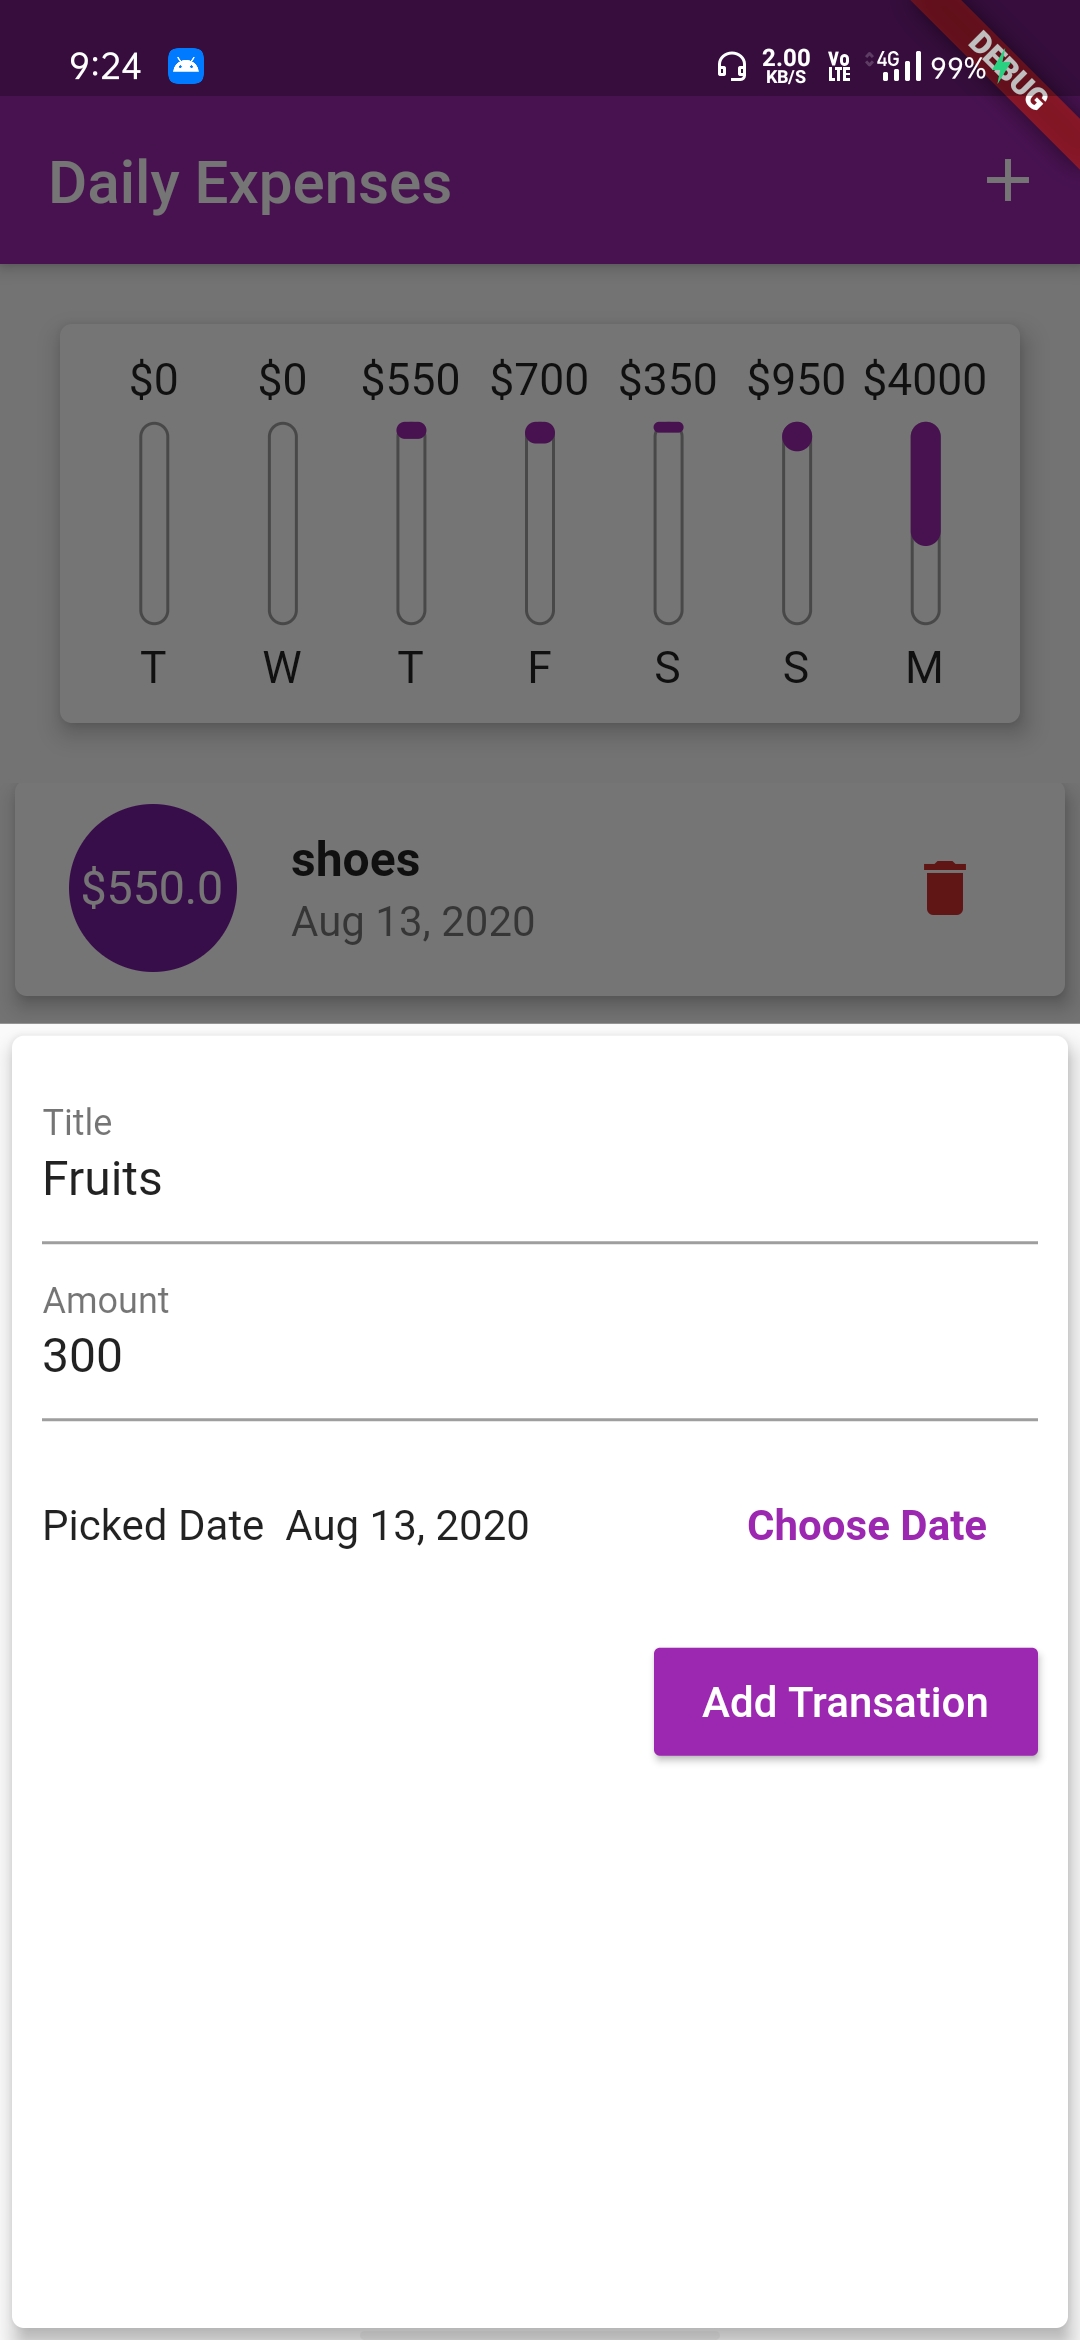 9:24 2.00 KB/S Vo LTE 4G 99%
DEBUG
Daily Expenses
$0 $0 $550 $700 $350 $950 $4000
T W T F S S M
$550.0
shoes
Aug 13, 2020
Title
Fruits
Amount
300
Picked Date Aug 13, 2020 Choose Date
Add Transation